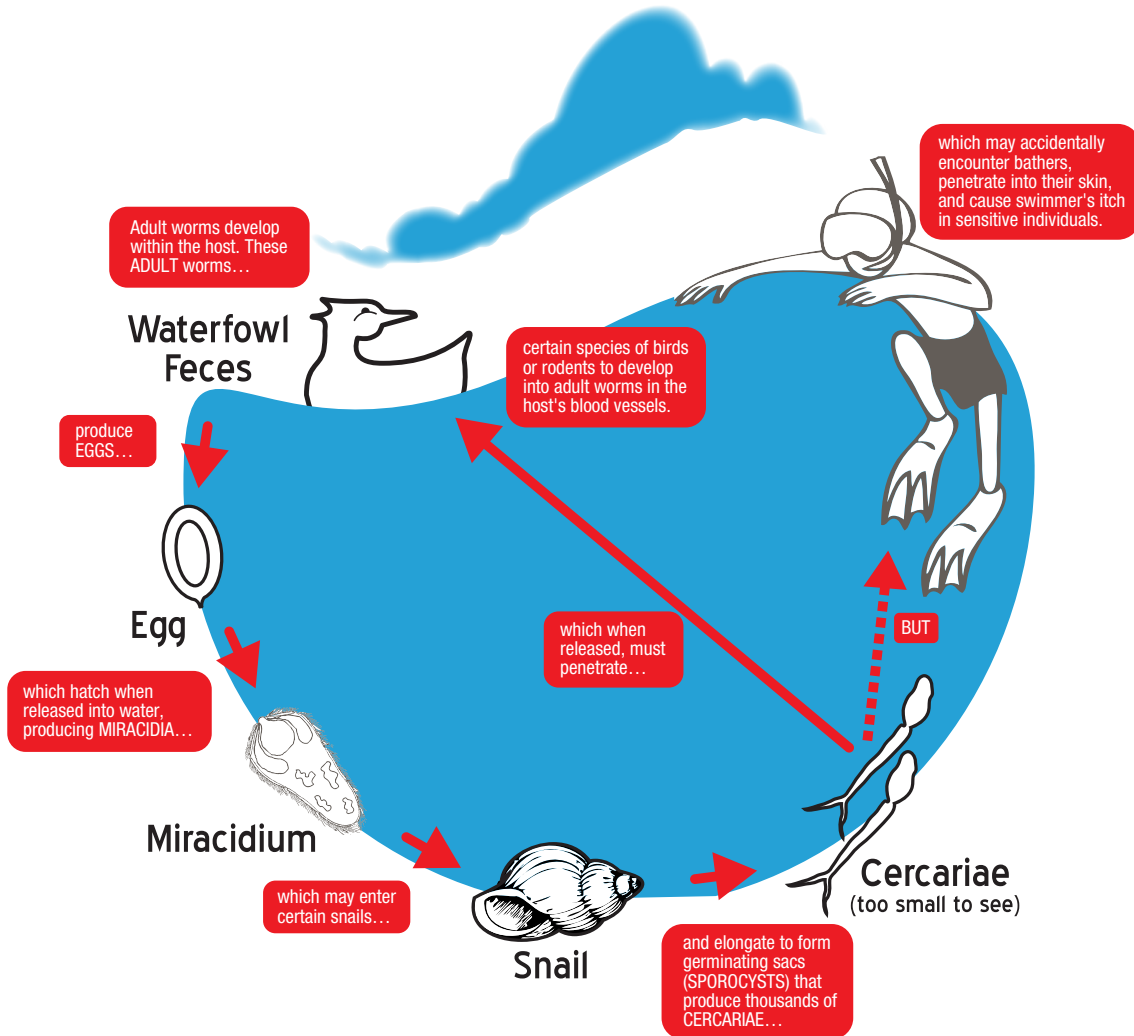 which may accidentally
encounter bathers,
penetrate into their skin,
and cause swimmer's itch
in sensitive individuals.
Adult worms develop
within the host. These
ADULT worms…
Waterfowl
Feces
certain species of birds
or rodents to develop
into adult worms in the
host's blood vessels.
produce
EGGS…
Egg
which when
released, must
penetrate…
BUT
which hatch when
released into water,
producing MIRACIDIA…
Miracidium
which may enter
certain snails…
Snail
Cercariae
(too small to see)
and elongate to form
germinating sacs
(SPOROCYSTS) that
produce thousands of
CERCARIAE…